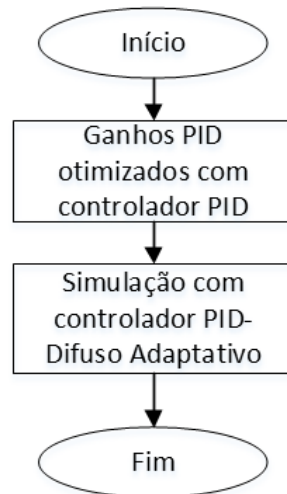 Início
Ganhos PID
otimizados com
controlador PID
Simulação com
controlador PID-
Difuso Adaptativo
Fim